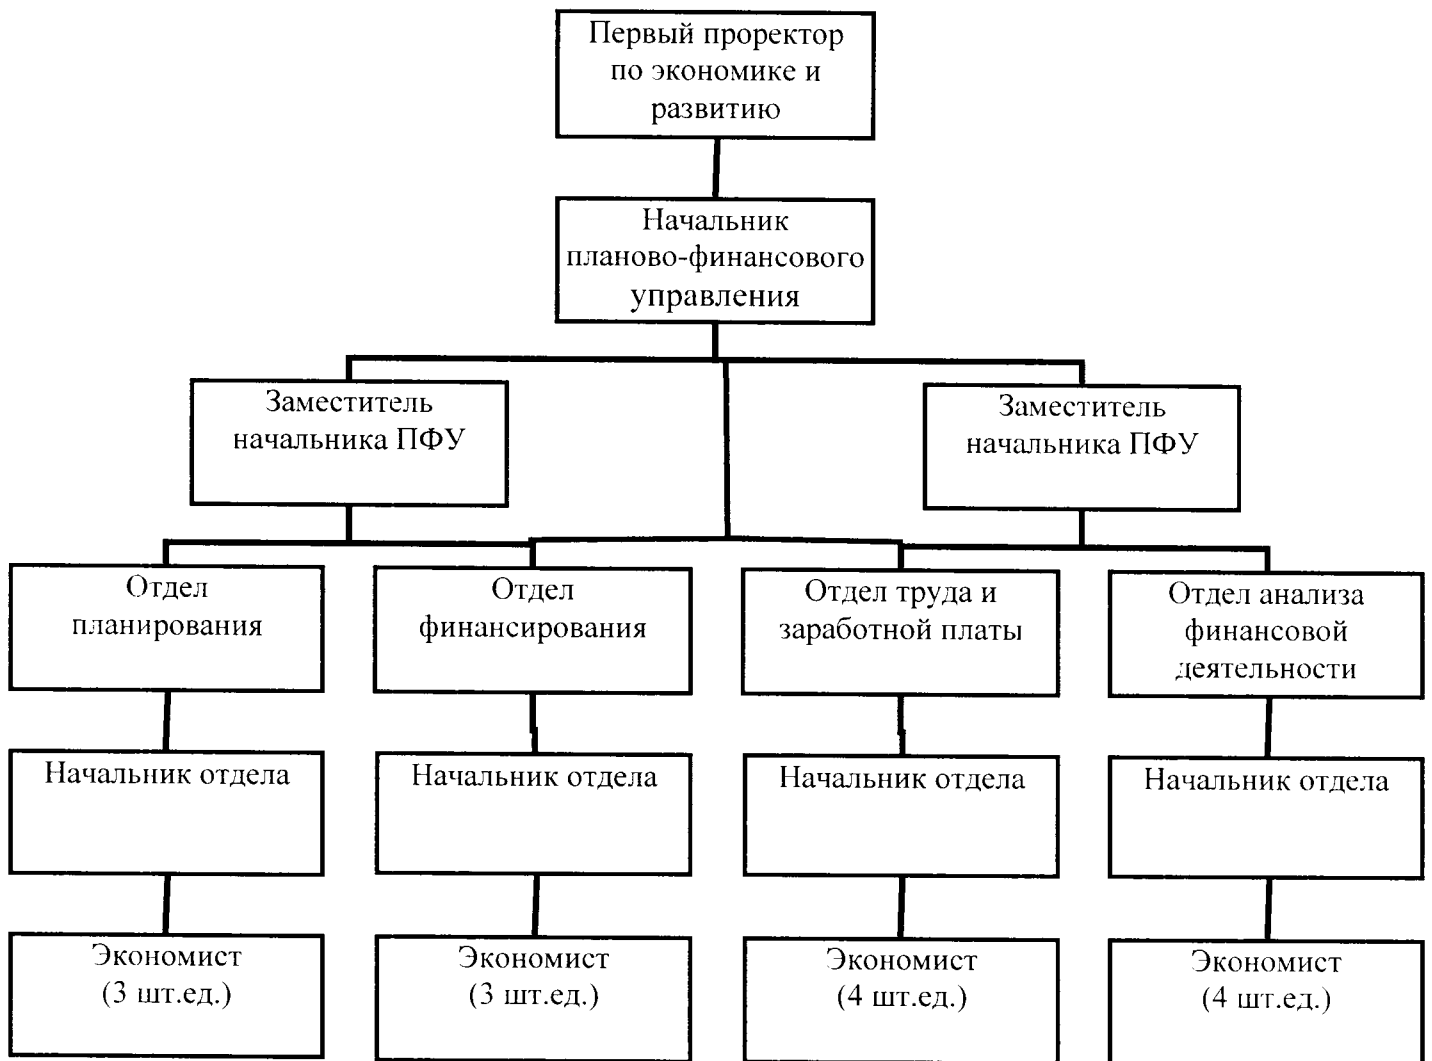 Первый проректор
по экономике и
развитию
Начальник
планово-финансового
управления
Заместитель
начальника ПФУ
Заместитель
начальника ПФУ
Отдел
планирования
Отдел
финансирования
Отдел труда и
заработной платы
Отдел анализа
финансовой
деятельности
Начальник отдела
Начальник отдела
Начальник отдела
Начальник отдела
Экономист
(3 шт.ед.)
Экономист
(3 шт.ед.)
Экономист
(4 шт.ед.)
Экономист
(4 шт.ед.)